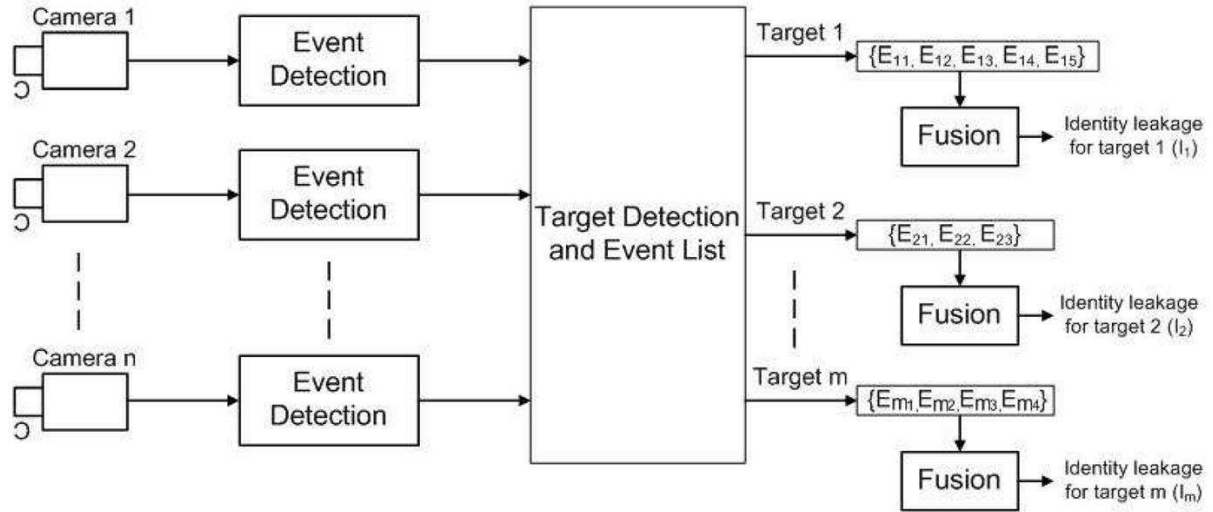 Camera 1
Event
Detection
Target 1
{E11, E12, E13, E14, E15}
Fusion
Identity leakage
for target 1 (I1)
Camera 2
Event
Detection
Target Detection
and Event List
Target 2
{E21, E22, E23}
Fusion
Identity leakage
for target 2 (I2)
Camera n
Event
Detection
Target m
{Em1,Em2,Em3,Em4}
Fusion
Identity leakage
for target m (Im)